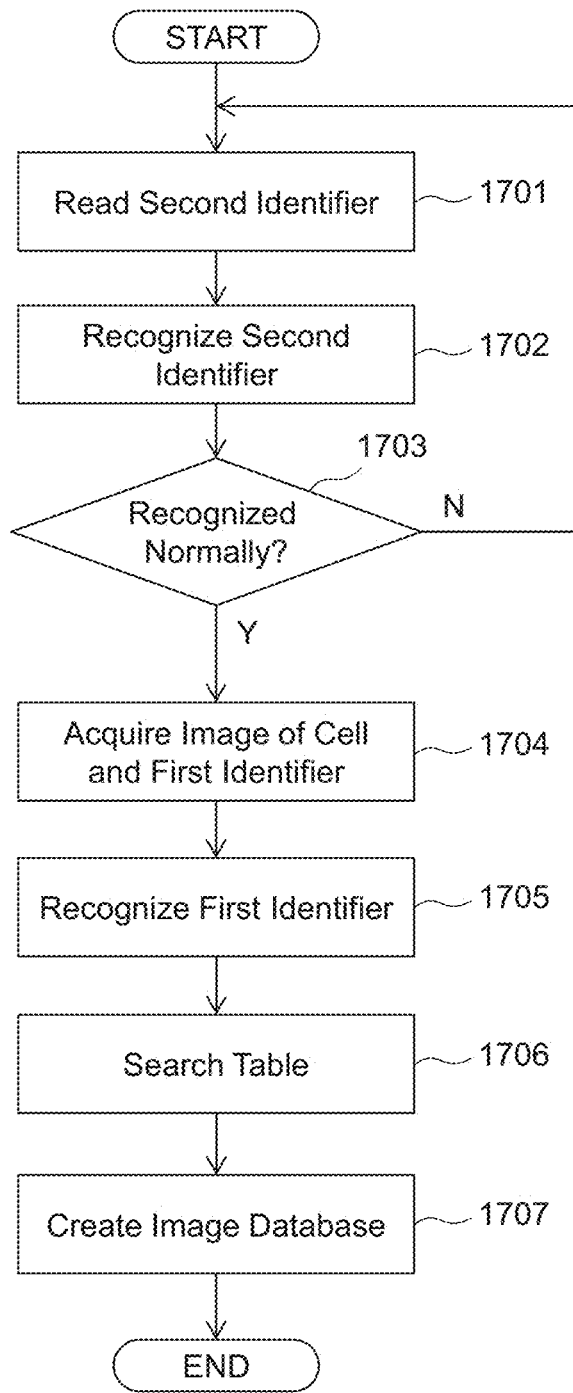 START
Read Second Identifier
1701
Recognize Second
Identifier
1702
1703
Recognized
Normally?
N
Y
Acquire Image of Cell
and First Identifier
1704
Recognize First Identifier
1705
Search Table
1706
Create Image Database
1707
END